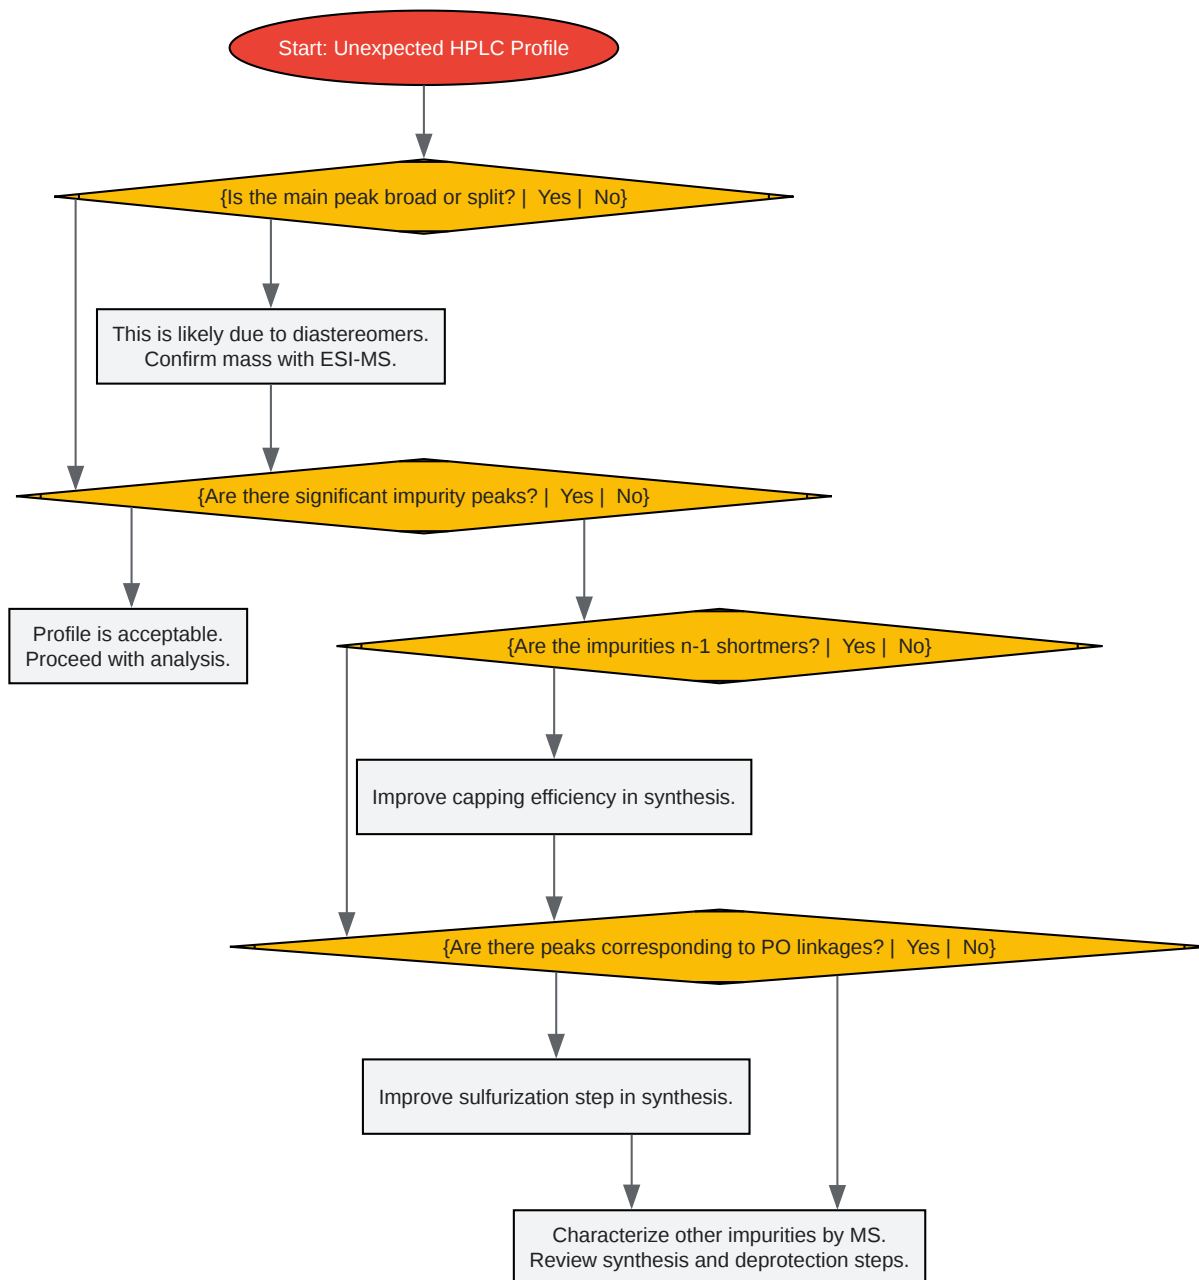 Start: Unexpected HPLC Profile
{Is the main peak broad or split? | Yes | No}
This is likely due to diastereomers.
Confirm mass with ESI-MS.
{Are there significant impurity peaks? | Yes | No}
Profile is acceptable.
Proceed with analysis.
{Are the impurities n-1 shortmers? | Yes | No}
Improve capping efficiency in synthesis.
{Are there peaks corresponding to PO linkages? | Yes | No}
Improve sulfurization step in synthesis.
Characterize other impurities by MS.
Review synthesis and deprotection steps.